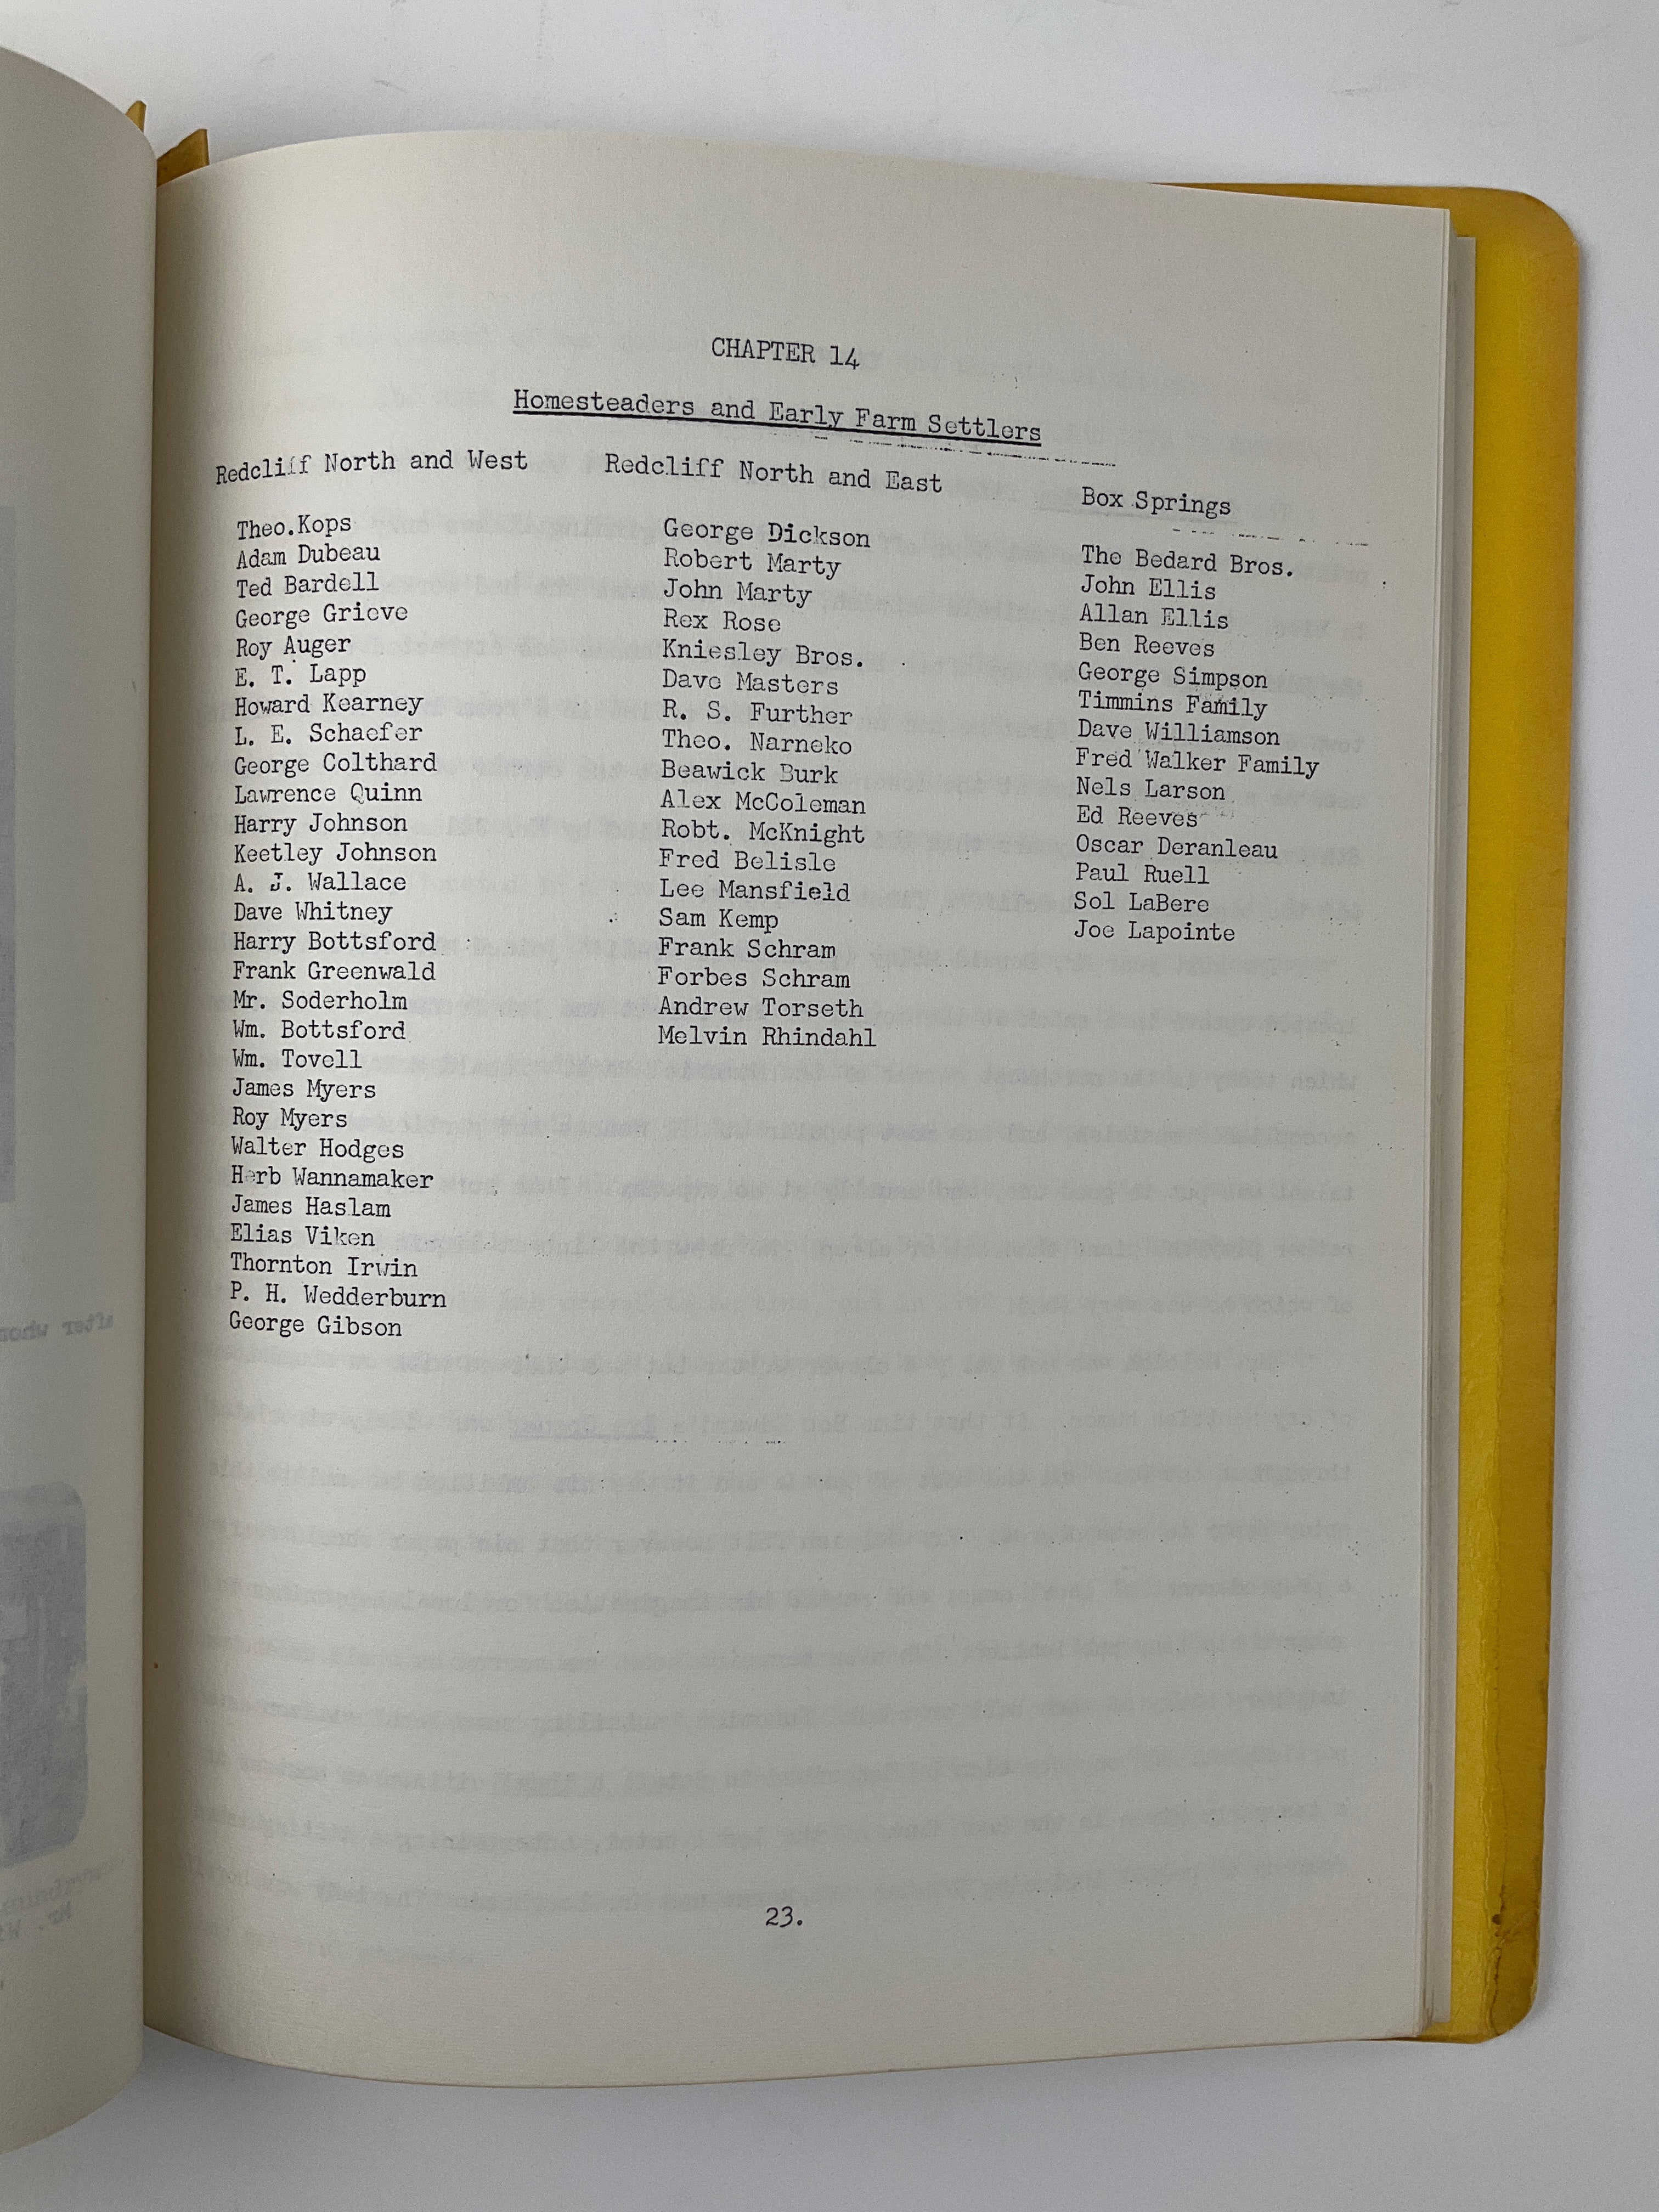 CHAPTER 14
Homesteaders and Early Farm Settlers
Redcliff North and West
Theo.Kops
Adam Dubeau
Ted Bardell
George Grieve
Roy Auger
E. T. Lapp
Howard Kearney
L. E. Schaefer
George Colthard
Lawrence Quinn
Harry Johnson
Keetley Johnson
A. J. Wallace
Dave Whitney
Harry Bottsford
Frank Greenwald
Mr. Soderholm
Wm. Bottsford
Wm. Tovell
James Myers
Roy Myers
Walter Hodges
Herb Wannamaker
James Haslam
Elias Viken
Thornton Irwin
P. H. Wedderburn
George Gibson
Redcliff North and East
George Dickson
Robert Marty
John Marty
Rex Rose
Kniesley Bros.
Dave Masters
R. S. Further
Theo. Narneko
Beawick Burk
Alex McColeman
Robt. McKnight
Fred Belisle
Lee Mansfield
Sam Kemp
Frank Schram
Forbes Schram
Andrew Torseth
Melvin Rhindahl
Box Springs
The Bedard Bros.
John Ellis
Allan Ellis
Ben Reeves
George Simpson
Timmins Family
Dave Williamson
Fred Walker Family
Nels Larson
Ed Reeves
Oscar Deranleau
Paul Ruell
Sol LaBere
Joe Lapointe
23.